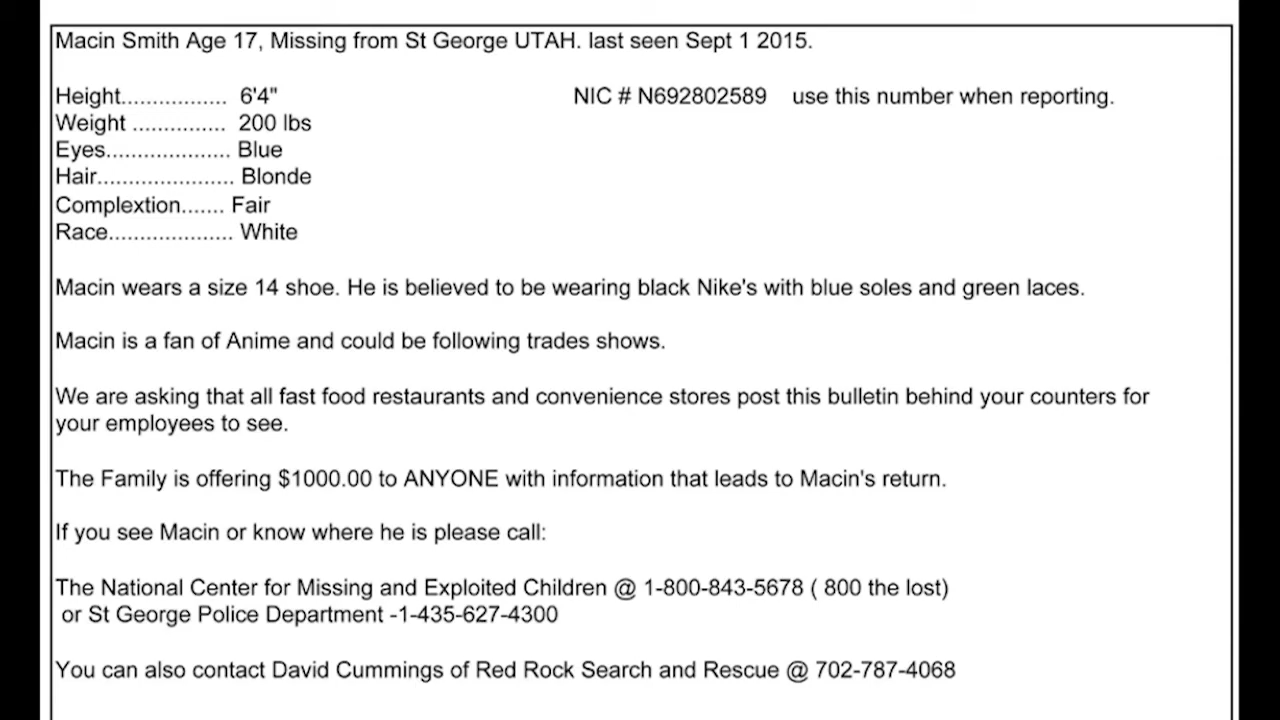 Macin Smith Age 17, Missing from St George UTAH. last seen Sept 1 2015.
Height................. 6'4" NIC # N692802589 use this number when reporting.
Weight ............... 200 lbs
Eyes.................... Blue
Hair...................... Blonde
Complextion....... Fair
Race.................... White
Macin wears a size 14 shoe. He is believed to be wearing black Nike's with blue soles and green laces.
Macin is a fan of Anime and could be following trades shows.
We are asking that all fast food restaurants and convenience stores post this bulletin behind your counters for
your employees to see.
The Family is offering $1000.00 to ANYONE with information that leads to Macin's return.
If you see Macin or know where he is please call:
The National Center for Missing and Exploited Children @ 1-800-843-5678 ( 800 the lost)
or St George Police Department -1-435-627-4300
You can also contact David Cummings of Red Rock Search and Rescue @ 702-787-4068